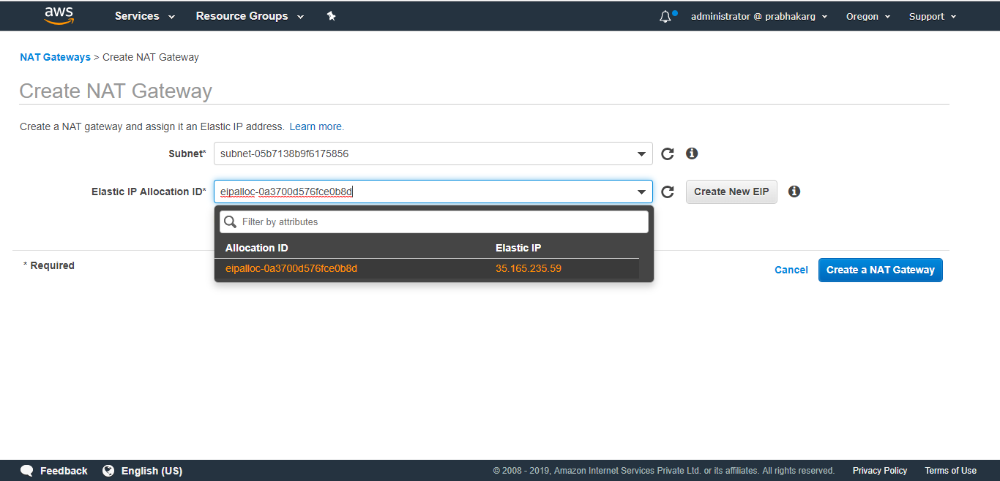 aws Services Resource Groups administrator @ prabhakarg Oregon Support
NAT Gateways > Create NAT Gateway
Create NAT Gateway
Create a NAT gateway and assign it an Elastic IP address. Learn more.
Subnet* subnet-05b7138b9f6175856
Elastic IP Allocation ID* eipalloc-0a3700d576fce0b8d Create New EIP
Filter by attributes
Allocation ID Elastic IP
* Required eipalloc-0a3700d576fce0b8d 35.165.235.59 Cancel Create a NAT Gateway
Feedback English (US) © 2008 - 2019, Amazon Internet Services Private Ltd. or its affiliates. All rights reserved. Privacy Policy Terms of Use